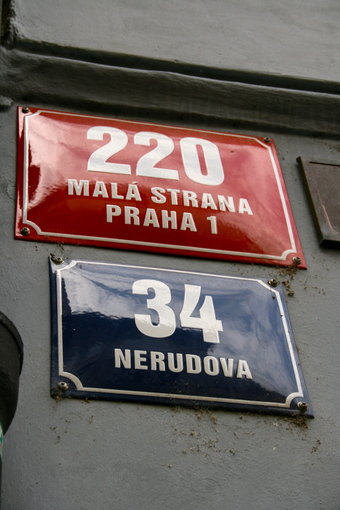 220
MALÁ STRANA
PRAHA 1
34
NERUDOVA